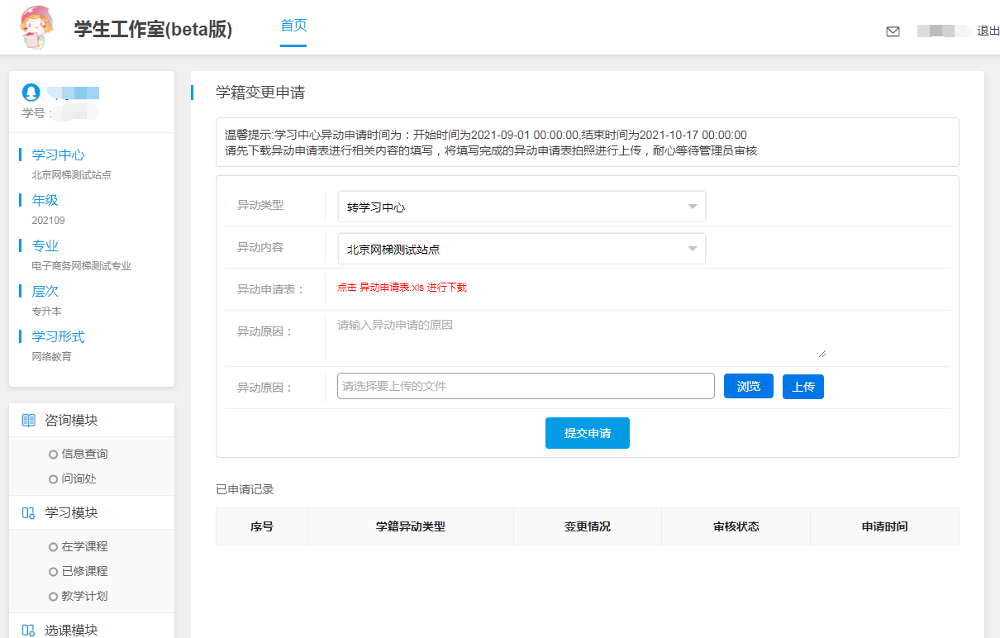 学生工作室(beta版)
首页
退出
学号：
学习中心
北京网梯测试站点
年级
202109
专业
电子商务网梯测试专业
层次
专升本
学习形式
网络教育
咨询模块
信息查询
问询处
学习模块
在学课程
已修课程
教学计划
选课模块
学籍变更申请
温馨提示:学习中心异动申请时间为：开始时间为2021-09-01 00:00:00,结束时间为2021-10-17 00:00:00
请先下载异动申请表进行相关内容的填写，将填写完成的异动申请表拍照进行上传，耐心等待管理员审核
异动类型 转学习中心
异动内容 北京网梯测试站点
异动申请表： 点击 异动申请表.xls 进行下载
异动原因： 请输入异动申请的原因
异动原因： 请选择要上传的文件 浏览 上传
提交申请
已申请记录
序号 学籍异动类型 变更情况 审核状态 申请时间